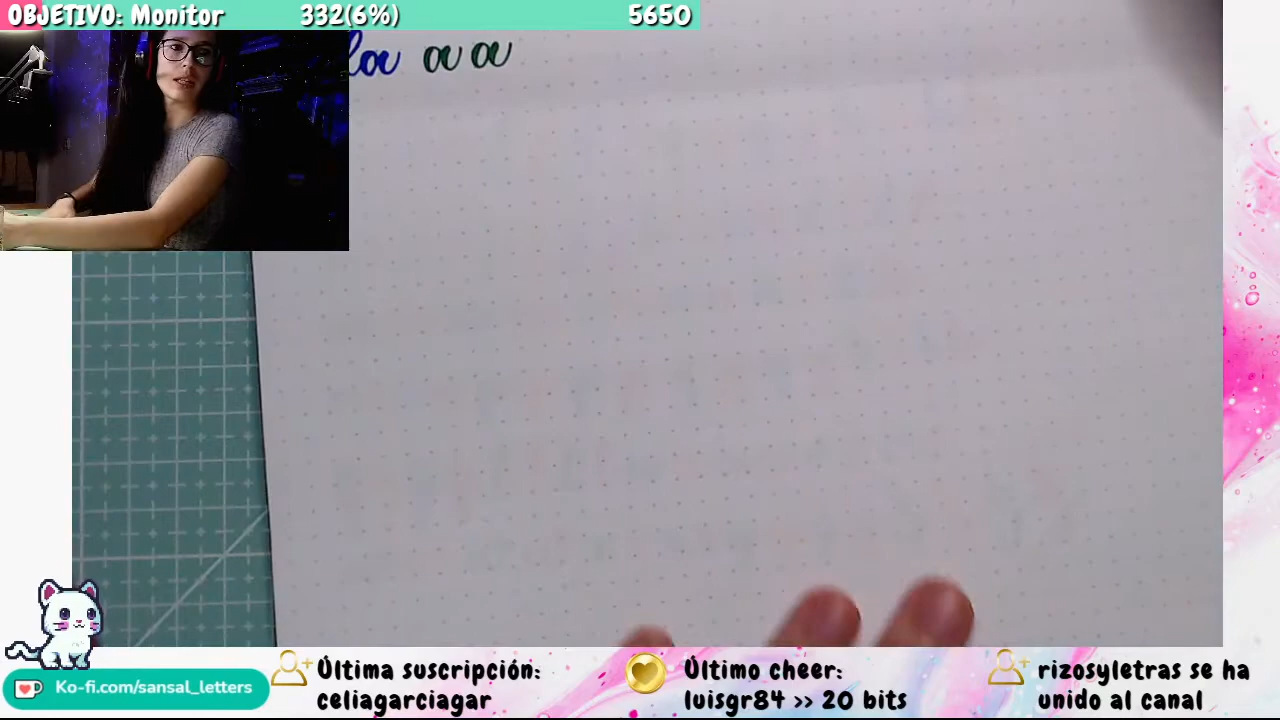 OBJETIVO: Monitor 332(6%) 5650
Última suscripción:
celiagarciagar
Último cheer:
luisgr84 >> 20 bits
rizosyletras se ha
unido al canal
Ko-fi.com/sansal_letters